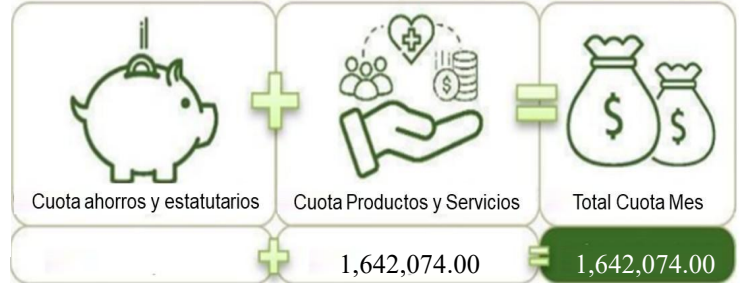 Cuota ahorros y estatutarios Cuota Productos y Servicios Total Cuota Mes
1,642,074.00 1,642,074.00